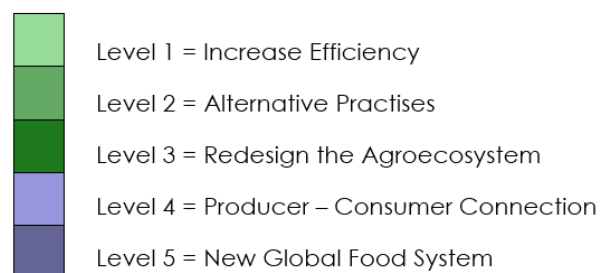 Level 1 = Increase Efficiency
Level 2 = Alternative Practises
Level 3 = Redesign the Agroecosystem
Level 4 = Producer – Consumer Connection
Level 5 = New Global Food System